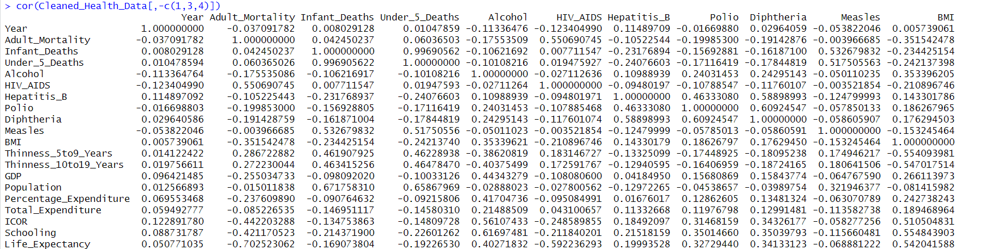 > cor(Cleaned_Health_Data[,-c(1,3,4)])
Year Adult_Mortality Infant_Deaths Under_5_Deaths Alcohol HIV_AIDS Hepatitis_B Polio Diphtheria Measles BMI
Year 1.000000000 -0.037091782 0.008029128 0.01047859 -0.11336476 -0.123404990 0.11489709 -0.01669880 0.02964059 -0.053822046 0.005739061
Adult_Mortality -0.037091782 1.000000000 0.042450237 0.06036503 -0.17553509 0.550690745 -0.10522544 -0.19985300 -0.19142876 -0.003966685 -0.351542478
Infant_Deaths 0.008029128 0.042450237 1.000000000 0.99690562 -0.10621692 0.007711547 -0.23176894 -0.15692881 -0.16187100 0.532679832 -0.234425154
Under_5_Deaths 0.010478594 0.060365026 0.996905622 1.00000000 -0.10108216 0.019475927 -0.24076603 -0.17116419 -0.17844819 0.517505563 -0.242137398
Alcohol -0.113364764 -0.175535086 -0.106216917 -0.10108216 1.00000000 -0.027112636 0.10988939 0.24031453 0.24295143 -0.050110235 0.353396205
HIV_AIDS -0.123404990 0.550690745 0.007711547 0.01947593 -0.02711264 1.000000000 -0.09480197 -0.10788547 -0.11760107 -0.003521854 -0.210896746
Hepatitis_B 0.114897092 -0.105225443 -0.231768937 -0.24076603 0.10988939 -0.094801971 1.00000000 0.46333080 0.58898993 -0.124799993 0.143301786
Polio -0.016698803 -0.199853000 -0.156928805 -0.17116419 0.24031453 -0.107885468 0.46333080 1.00000000 0.60924547 -0.057850133 0.186267965
Diphtheria 0.029640586 -0.191428759 -0.161871004 -0.17844819 0.24295143 -0.117601074 0.58898993 0.60924547 1.00000000 -0.058605907 0.176294503
Measles -0.053822046 -0.003966685 0.532679832 0.51750556 -0.05011023 -0.003521854 -0.12479999 -0.05785013 -0.05860591 1.000000000 -0.153245464
BMI 0.005739061 -0.351542478 -0.234425154 -0.24213740 0.35339621 -0.210896746 0.14330179 0.18626797 0.17629450 -0.153245464 1.000000000
Thinness_5to9_Years 0.014122422 0.286722882 0.461907925 0.46228938 -0.38620819 0.183146727 -0.13325099 -0.17448925 -0.18095238 0.174946217 -0.554093981
Thinness_10to19_Years 0.019756611 0.272230044 0.463415256 0.46478470 -0.40375499 0.172591767 -0.12940595 -0.16406959 -0.18724165 0.180641506 -0.547017514
GDP 0.096421485 -0.255034733 -0.098092020 -0.10033126 0.44343279 -0.108080600 0.04184950 0.15680869 0.15843774 -0.064767590 0.266113973
Population 0.012566893 -0.015011838 0.671758310 0.65867969 -0.02888023 -0.027800562 -0.12972265 -0.04538657 -0.03989754 0.321946377 -0.081415982
Percentage_Expenditure 0.069553468 -0.237609890 -0.090764632 -0.09215806 0.41704736 -0.095084991 0.01676017 0.12862605 0.13481324 -0.063070789 0.242738243
Total_Expenditure 0.059492777 -0.085226535 -0.146951117 -0.14580310 0.21488509 0.043100657 0.11332668 0.11976798 0.12991481 -0.113582738 0.189468964
ICOR 0.122891780 -0.442203288 -0.134753863 -0.14809728 0.56107433 -0.248589855 0.18492097 0.31468159 0.34326177 -0.058277256 0.510504831
Schooling 0.088731787 -0.421170523 -0.214371900 -0.22601262 0.61697481 -0.211840201 0.21518159 0.35014660 0.35039793 -0.115660481 0.554843903
Life_Expectancy 0.050771035 -0.702523062 -0.169073804 -0.19226530 0.40271832 -0.592236293 0.19993528 0.32729440 0.34133123 -0.068881222 0.542041588